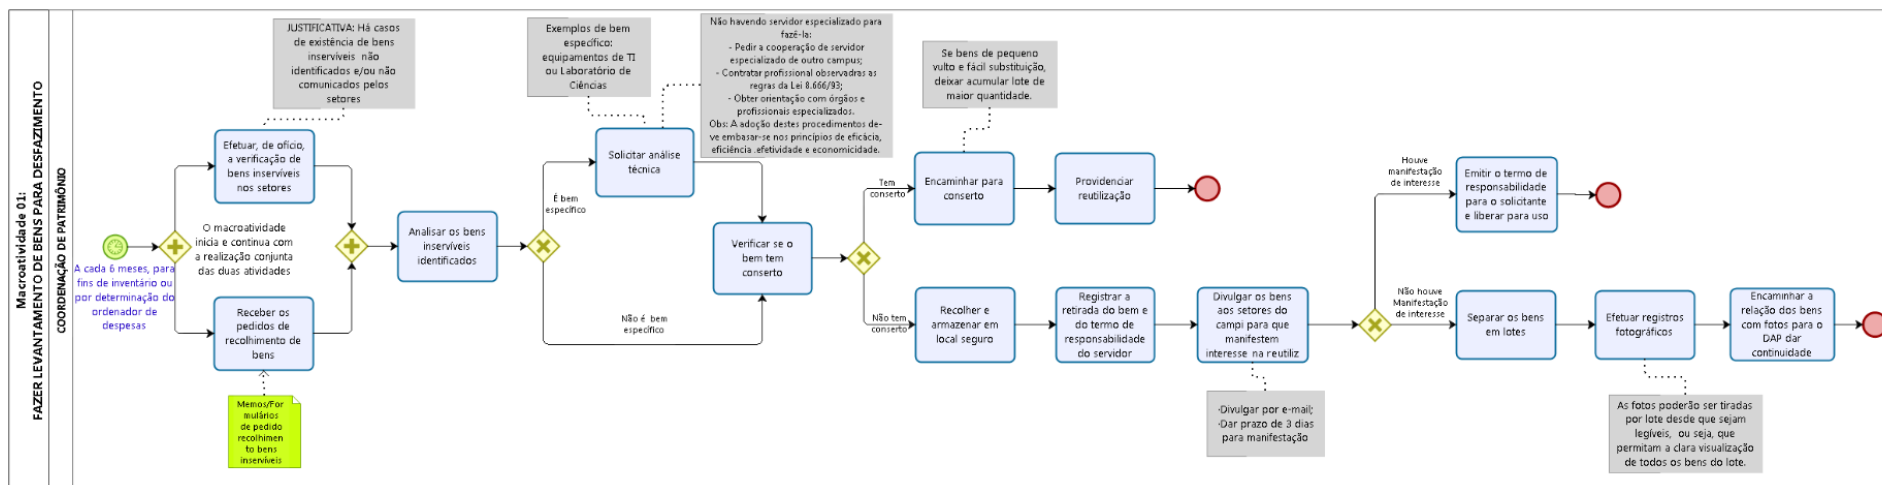 Macroatividade 01:
FAZER LEVANTAMENTO DE BENS PARA DESFAZIMENTO
COORDENAÇÃO DE PATRIMÔNIO
A cada 6 meses, para
fins de inventário ou
por determinação do
ordenador de
despesas
JUSTIFICATIVA: Há casos
de existência de bens
inservíveis não
identificados e/ou não
comunicados pelos
setores
Efetuar, de ofício,
a verificação de
bens inservíveis
nos setores
O macroatividade
inicia e continua com
a realização conjunta
das duas atividades
Receber os
pedidos de
recolhimento de
bens
Memos/For
mulários
de pedido
recolhimen
to bens
inservíveis
Analisar os bens
inservíveis
identificados
É bem
específico
Não é bem
específico
Exemplos de bem
específico:
equipamentos de TI
ou Laboratório de
Ciências
Solicitar análise
técnica
Não havendo servidor especializado para
fazê-la:
- Pedir a cooperação de servidor
especializado de outro campus;
- Contratar profissional observadras as
regras da Lei 8.666/93;
- Obter orientação com órgãos e
profissionais especializados.
Obs: A adoção destes procedimentos de-
ve embasar-se nos princípios de eficácia,
eficiência .efetividade e economicidade.
Verificar se o
bem tem
conserto
Tem
conserto
Não tem
conserto
Se bens de pequeno
vulto e fácil substituição,
deixar acumular lote de
maior quantidade.
Encaminhar para
conserto
Providenciar
reutilização
Recolher e
armazenar em
local seguro
Registrar a
retirada do bem e
do termo de
responsabilidade
do servidor
Divulgar os bens
aos setores do
campi para que
manifestem
interesse na reutiliz
-Divulgar por e-mail;
-Dar prazo de 3 dias
para manifestação
Houve
manifestação
de interesse
Emitir o termo de
responsabilidade
para o solicitante
e liberar para uso
Não houve
Manifestação
de interesse
Separar os bens
em lotes
Efetuar registros
fotográficos
Encaminhar a
relação dos bens
com fotos para o
DAP dar
continuidade
As fotos poderão ser tiradas
por lote desde que sejam
legíveis, ou seja, que
permitam a clara visualização
de todos os bens do lote.